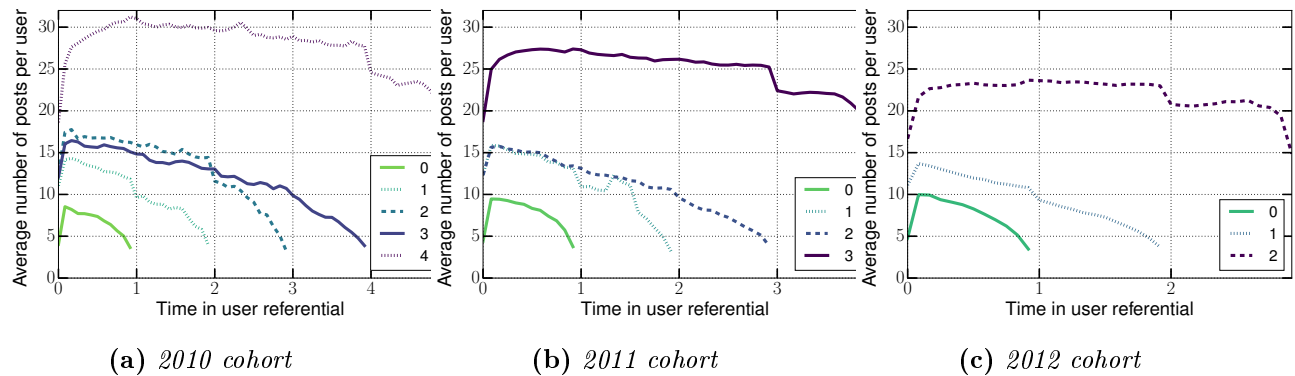 Average number of posts per user
30
25
20
15
10
5
0
0 1 2 3 4
Time in user referential
0
1
2
3
4
(a) 2010 cohort
Average number of posts per user
30
25
20
15
10
5
0
0 1 2 3
Time in user referential
0
1
2
3
(b) 2011 cohort
Average number of posts per user
30
25
20
15
10
5
0
0 1 2
Time in user referential
0
1
2
(c) 2012 cohort